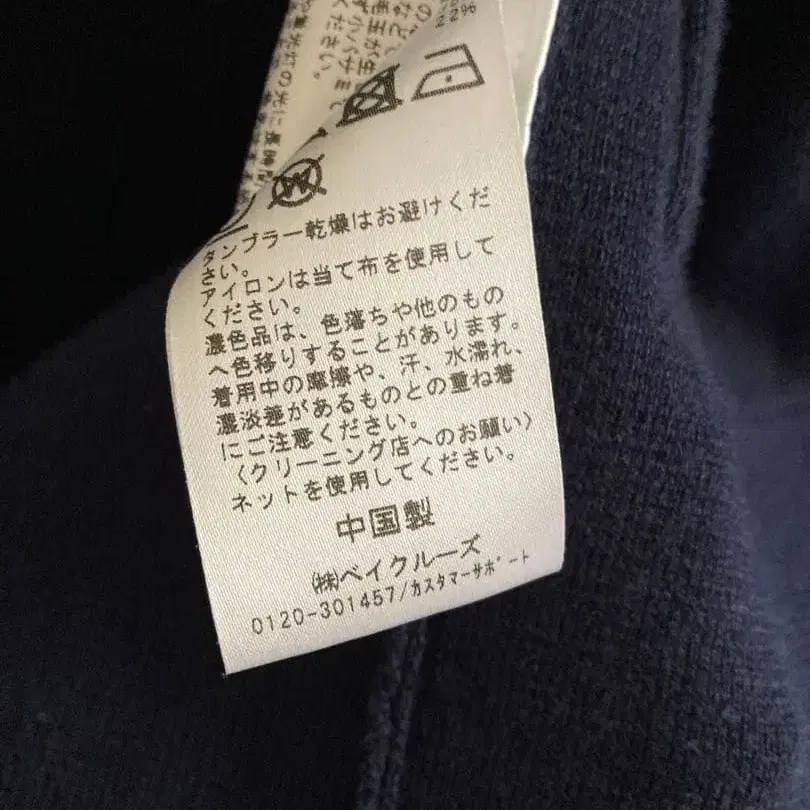 タンブラー乾燥はお避けくだ
さい。
アイロンは当て布を使用して
ください。
濃色品は、色落ちや他のもの
へ色移りすることがあります。
着用中の摩擦や、汗、水濡れ、
濃淡差があるものとの重ね着
にご注意ください。
〈クリーニング店へのお願い〉
ネットを使用してください。
中国製
㈱ベイクルーズ
0120-301457/カスタマーサポート